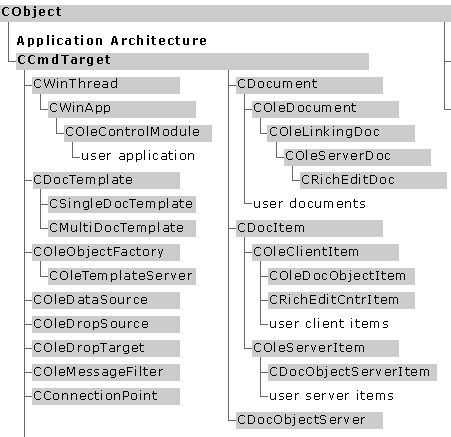 CObject
Application Architecture
CCmdTarget
CWinThread
CWinApp
COleControlModule
user application
CDocTemplate
CSingleDocTemplate
CMultiDocTemplate
COleObjectFactory
COleTemplateServer
COleDataSource
COleDropSource
COleDropTarget
COleMessageFilter
CConnectionPoint
CDocument
COleDocument
COleLinkingDoc
COleServerDoc
CRichEditDoc
user documents
CDocItem
COleClientItem
COleDocObjectItem
CRichEditCntrItem
user client items
COleServerItem
CDocObjectServerItem
user server items
CDocObjectServer